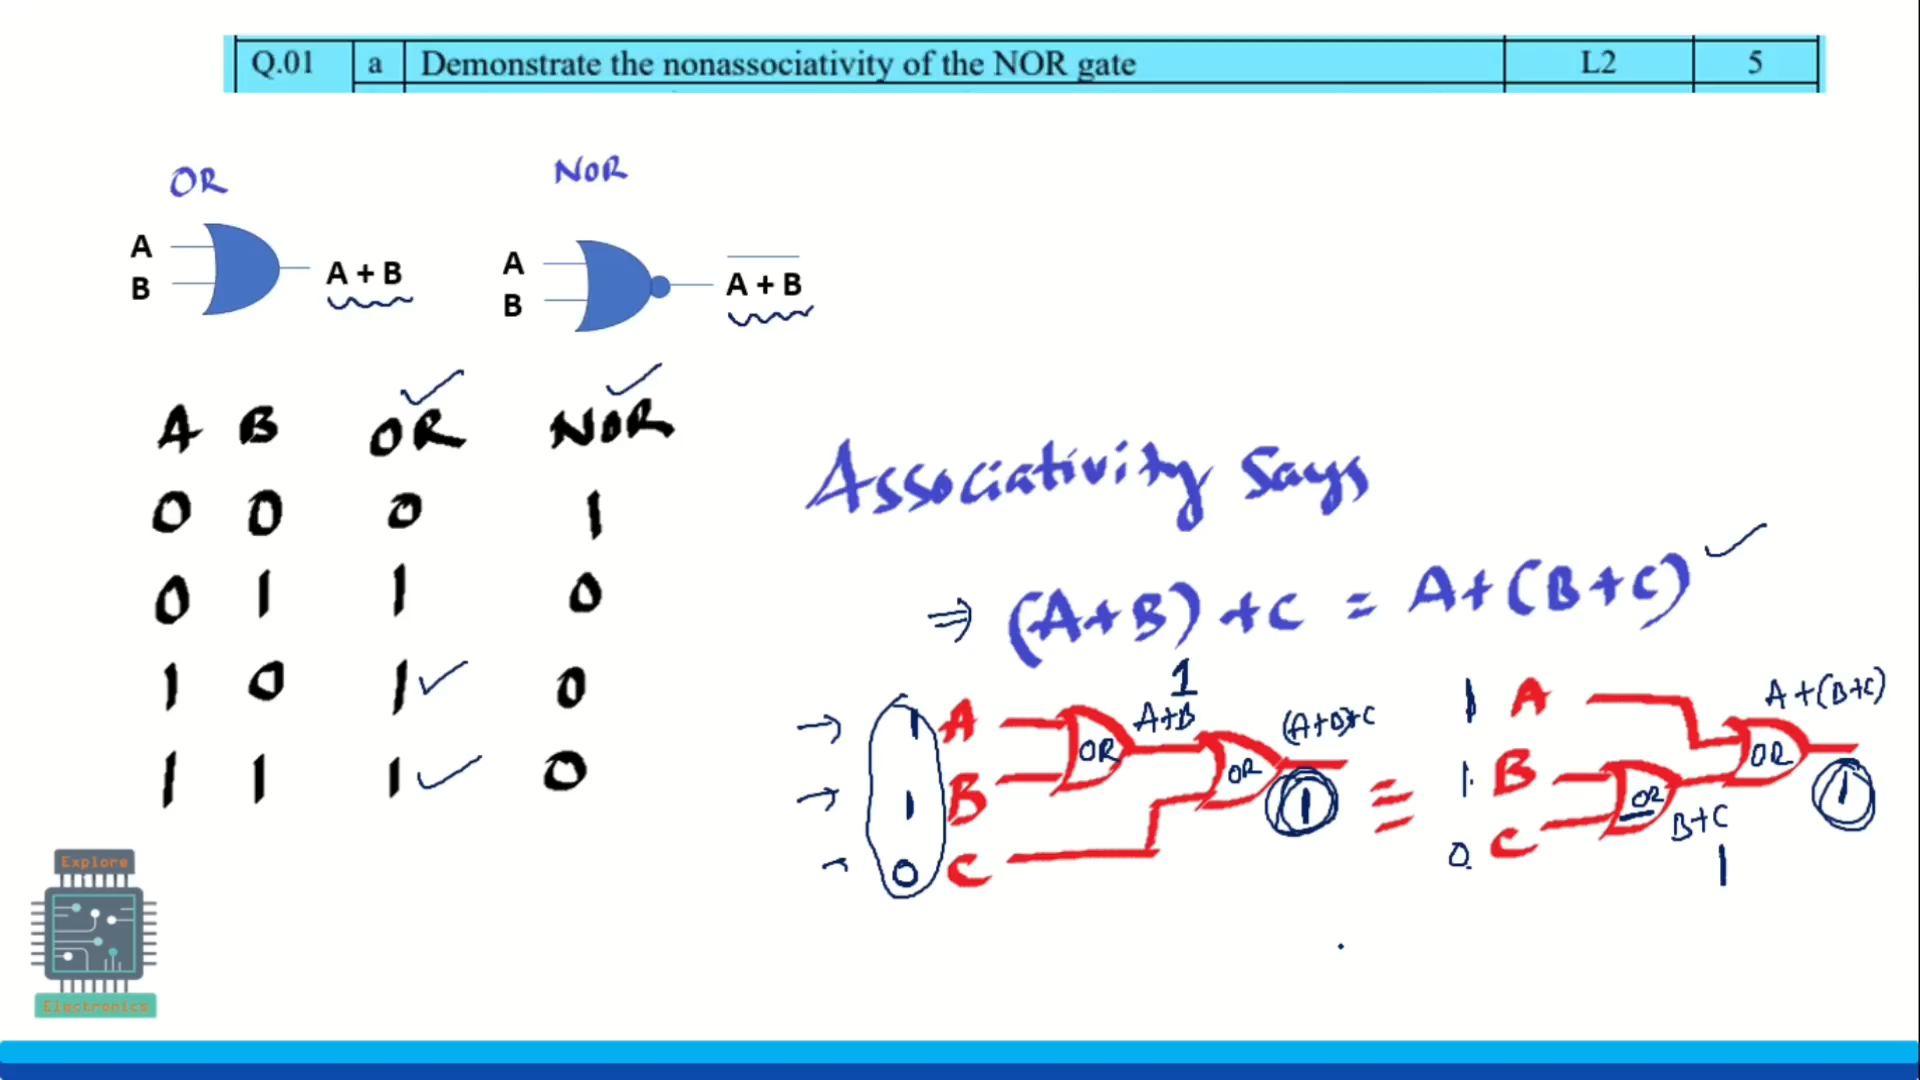 Q.01 a Demonstrate the nonassociativity of the NOR gate L2 5
OR
NOR
A
B
A + B
A
B
A + B
A B OR NOR
0 0 0 1
0 1 1 0
1 0 1 0
1 1 1 0
Associativity Says
⇒ (A+B) + C = A+(B+C)
1
A+B
(A+B)+C
1 A
1 B
0 C
OR
OR
1
=
A+(B+C)
1 A
1 B
0 C
OR
OR
B+C
1
1
Explore
Electronics